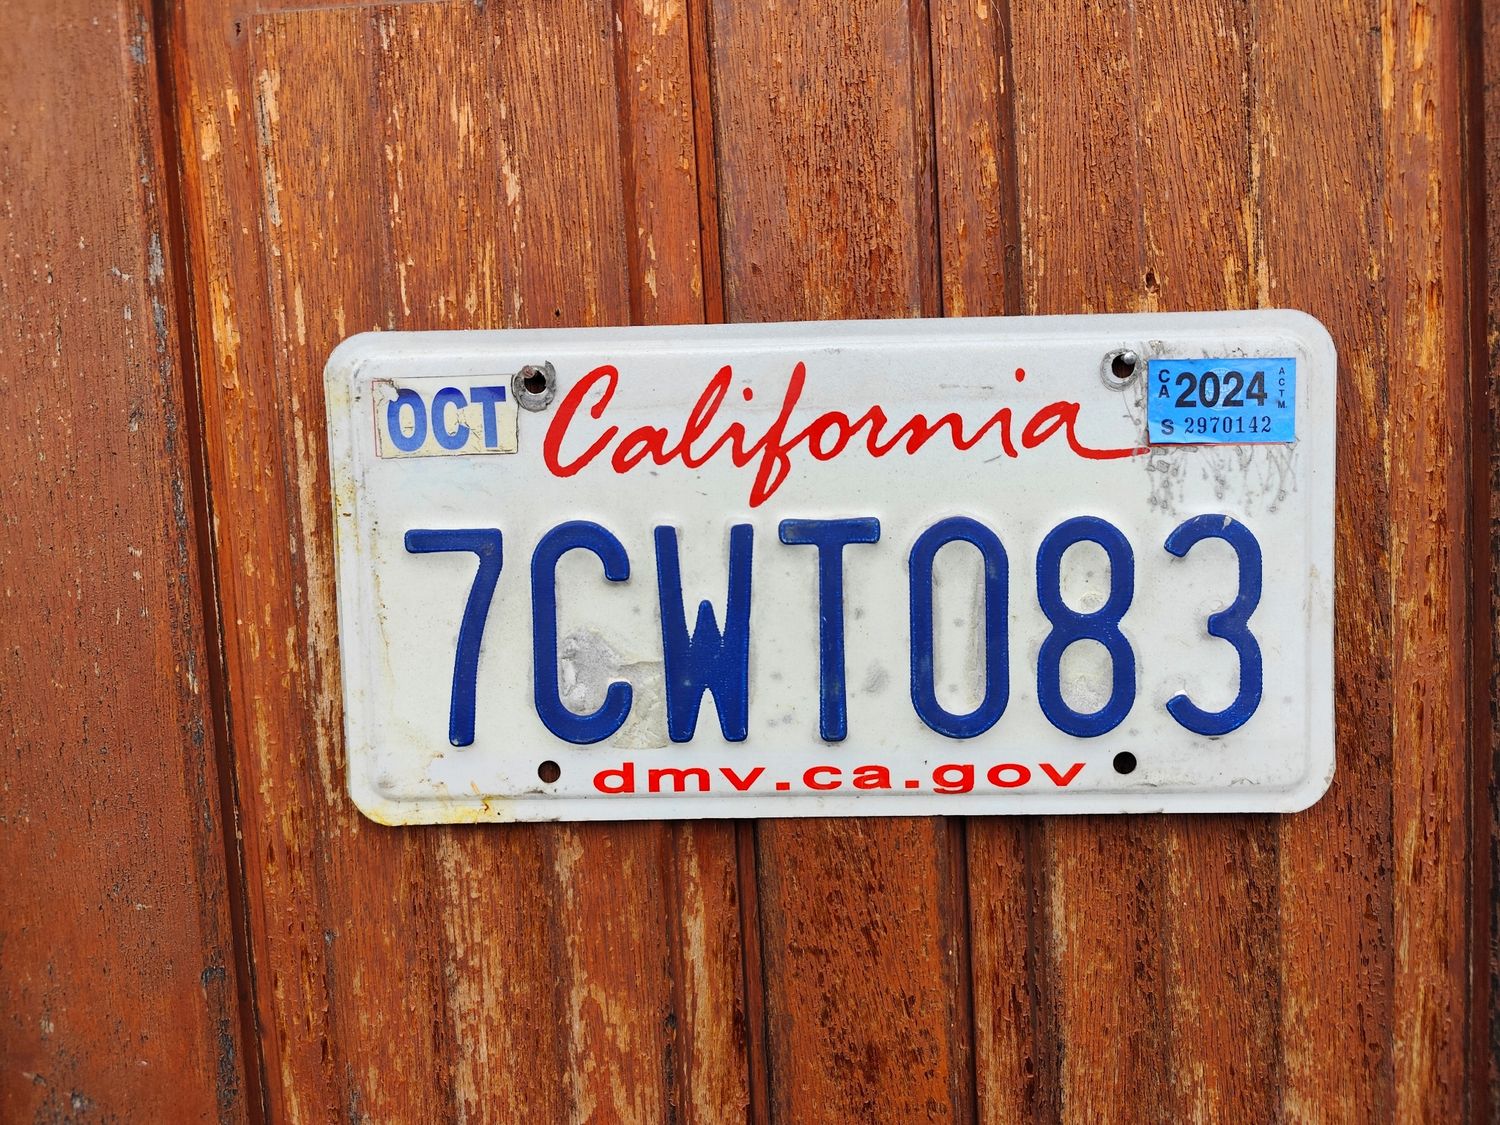 OCT California CA 2024 ACTM
S 2970142
7CWT083
dmv.ca.gov